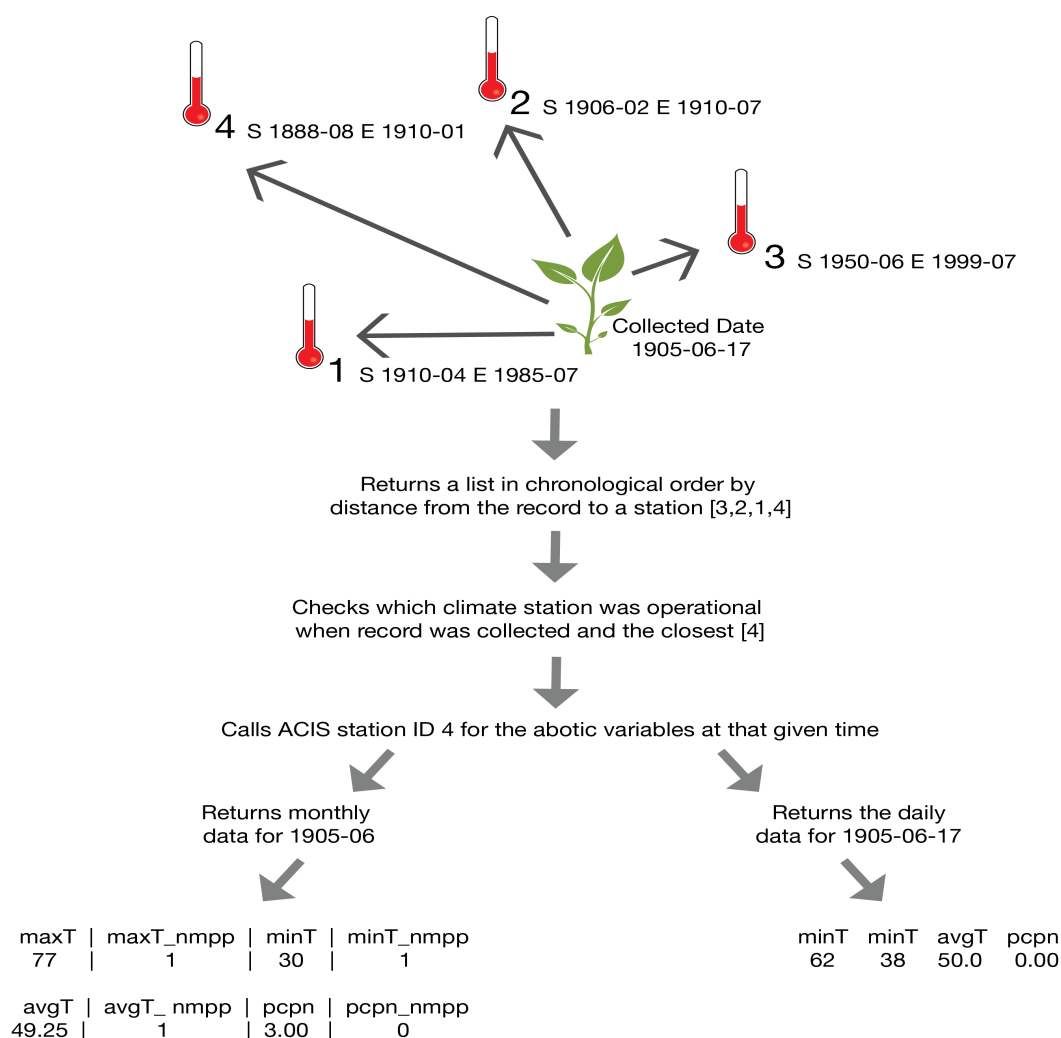 2 S 1906-02 E 1910-07
4 S 1888-08 E 1910-01
3 S 1950-06 E 1999-07
Collected Date
1905-06-17
1 S 1910-04 E 1985-07
Returns a list in chronological order by
distance from the record to a station [3,2,1,4]
Checks which climate station was operational
when record was collected and the closest [4]
Calls ACIS station ID 4 for the abotic variables at that given time
Returns monthly
data for 1905-06
Returns the daily
data for 1905-06-17
maxT | maxT_nmpp | minT | minT_nmpp
77 | 1 | 30 | 1
avgT | avgT_ nmpp | pcpn | pcpn_nmpp
49.25 | 1 | 3.00 | 0
minT minT avgT pcpn
62 38 50.0 0.00